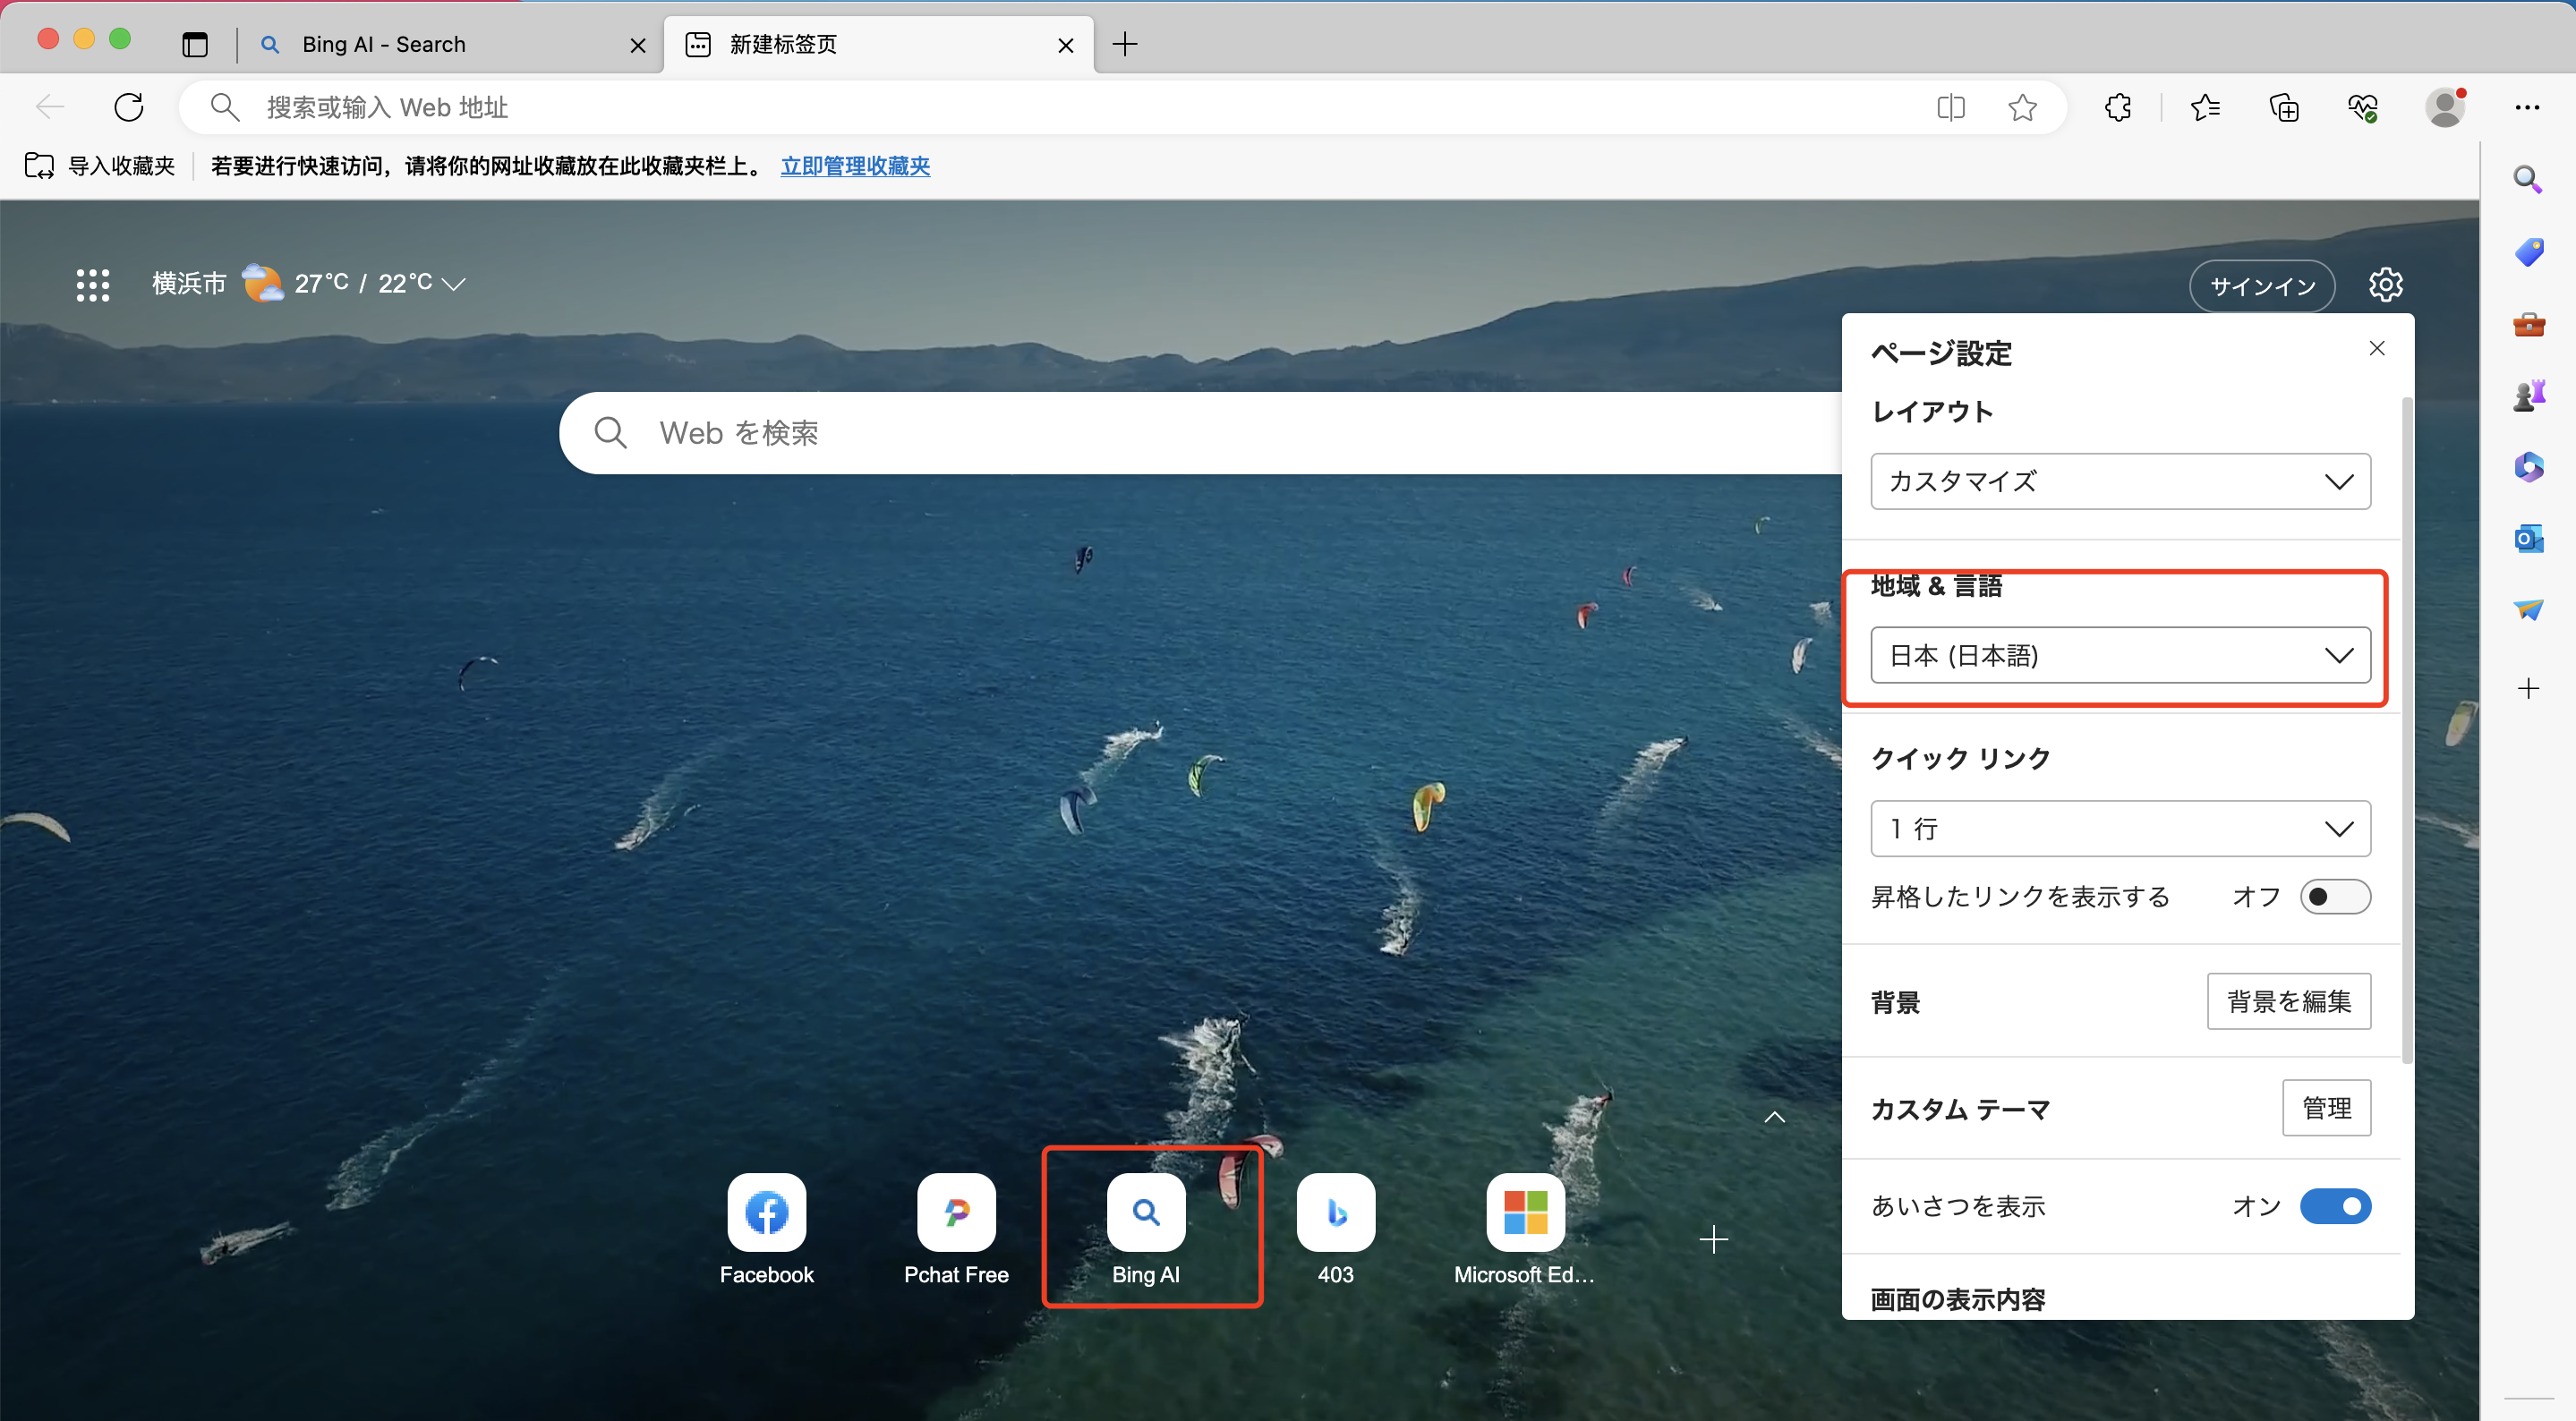 Bing AI - Search
新建标签页
搜索或输入 Web 地址
导入收藏夹
若要进行快速访问，请将你的网址收藏放在此收藏夹栏上。
立即管理收藏夹
横浜市
27°C / 22°C
サインイン
Web を検索
ページ設定
レイアウト
カスタマイズ
地域 & 言語
日本 (日本語)
クイック リンク
1 行
昇格したリンクを表示する
オフ
背景
背景を編集
カスタム テーマ
管理
あいさつを表示
オン
画面の表示内容
Facebook
Pchat Free
Bing AI
403
Microsoft Ed...